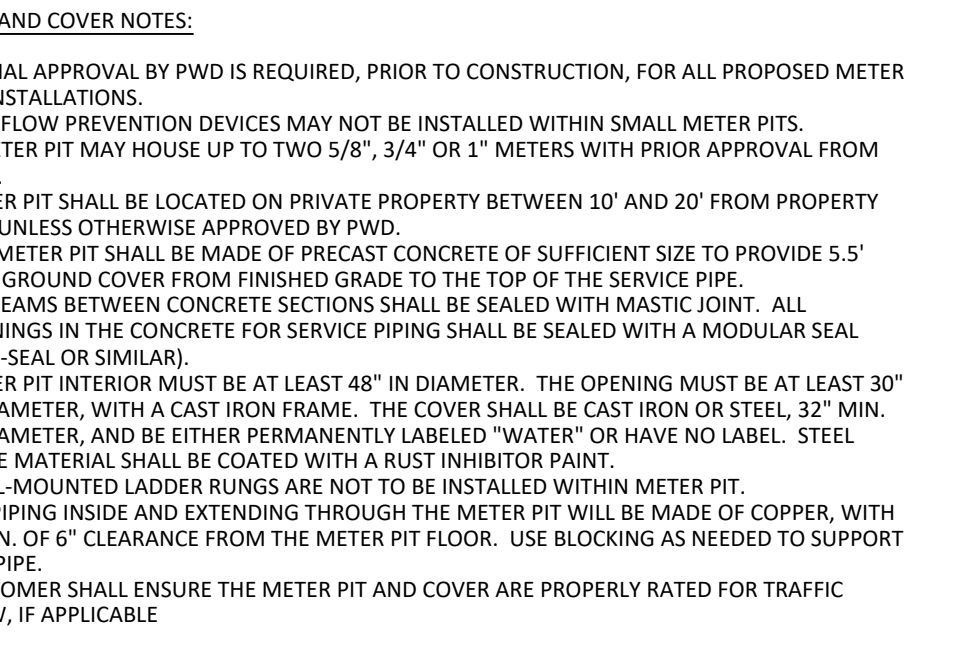 AND COVER NOTES:
IAL APPROVAL BY PWD IS REQUIRED, PRIOR TO CONSTRUCTION, FOR ALL PROPOSED METER
NSTALLATIONS.
FLOW PREVENTION DEVICES MAY NOT BE INSTALLED WITHIN SMALL METER PITS.
TER PIT MAY HOUSE UP TO TWO 5/8", 3/4" OR 1" METERS WITH PRIOR APPROVAL FROM
.
ER PIT SHALL BE LOCATED ON PRIVATE PROPERTY BETWEEN 10' AND 20' FROM PROPERTY
UNLESS OTHERWISE APPROVED BY PWD.
METER PIT SHALL BE MADE OF PRECAST CONCRETE OF SUFFICIENT SIZE TO PROVIDE 5.5'
GROUND COVER FROM FINISHED GRADE TO THE TOP OF THE SERVICE PIPE.
EAMS BETWEEN CONCRETE SECTIONS SHALL BE SEALED WITH MASTIC JOINT.  ALL
NINGS IN THE CONCRETE FOR SERVICE PIPING SHALL BE SEALED WITH A MODULAR SEAL
-SEAL OR SIMILAR).
ER PIT INTERIOR MUST BE AT LEAST 48" IN DIAMETER.  THE OPENING MUST BE AT LEAST 30"
AMETER, WITH A CAST IRON FRAME.  THE COVER SHALL BE CAST IRON OR STEEL, 32" MIN.
AMETER, AND BE EITHER PERMANENTLY LABELED "WATER" OR HAVE NO LABEL.  STEEL
E MATERIAL SHALL BE COATED WITH A RUST INHIBITOR PAINT.
L-MOUNTED LADDER RUNGS ARE NOT TO BE INSTALLED WITHIN METER PIT.
PIPING INSIDE AND EXTENDING THROUGH THE METER PIT WILL BE MADE OF COPPER, WITH
N. OF 6" CLEARANCE FROM THE METER PIT FLOOR.  USE BLOCKING AS NEEDED TO SUPPORT
PIPE.
TOMER SHALL ENSURE THE METER PIT AND COVER ARE PROPERLY RATED FOR TRAFFIC
, IF APPLICABLE